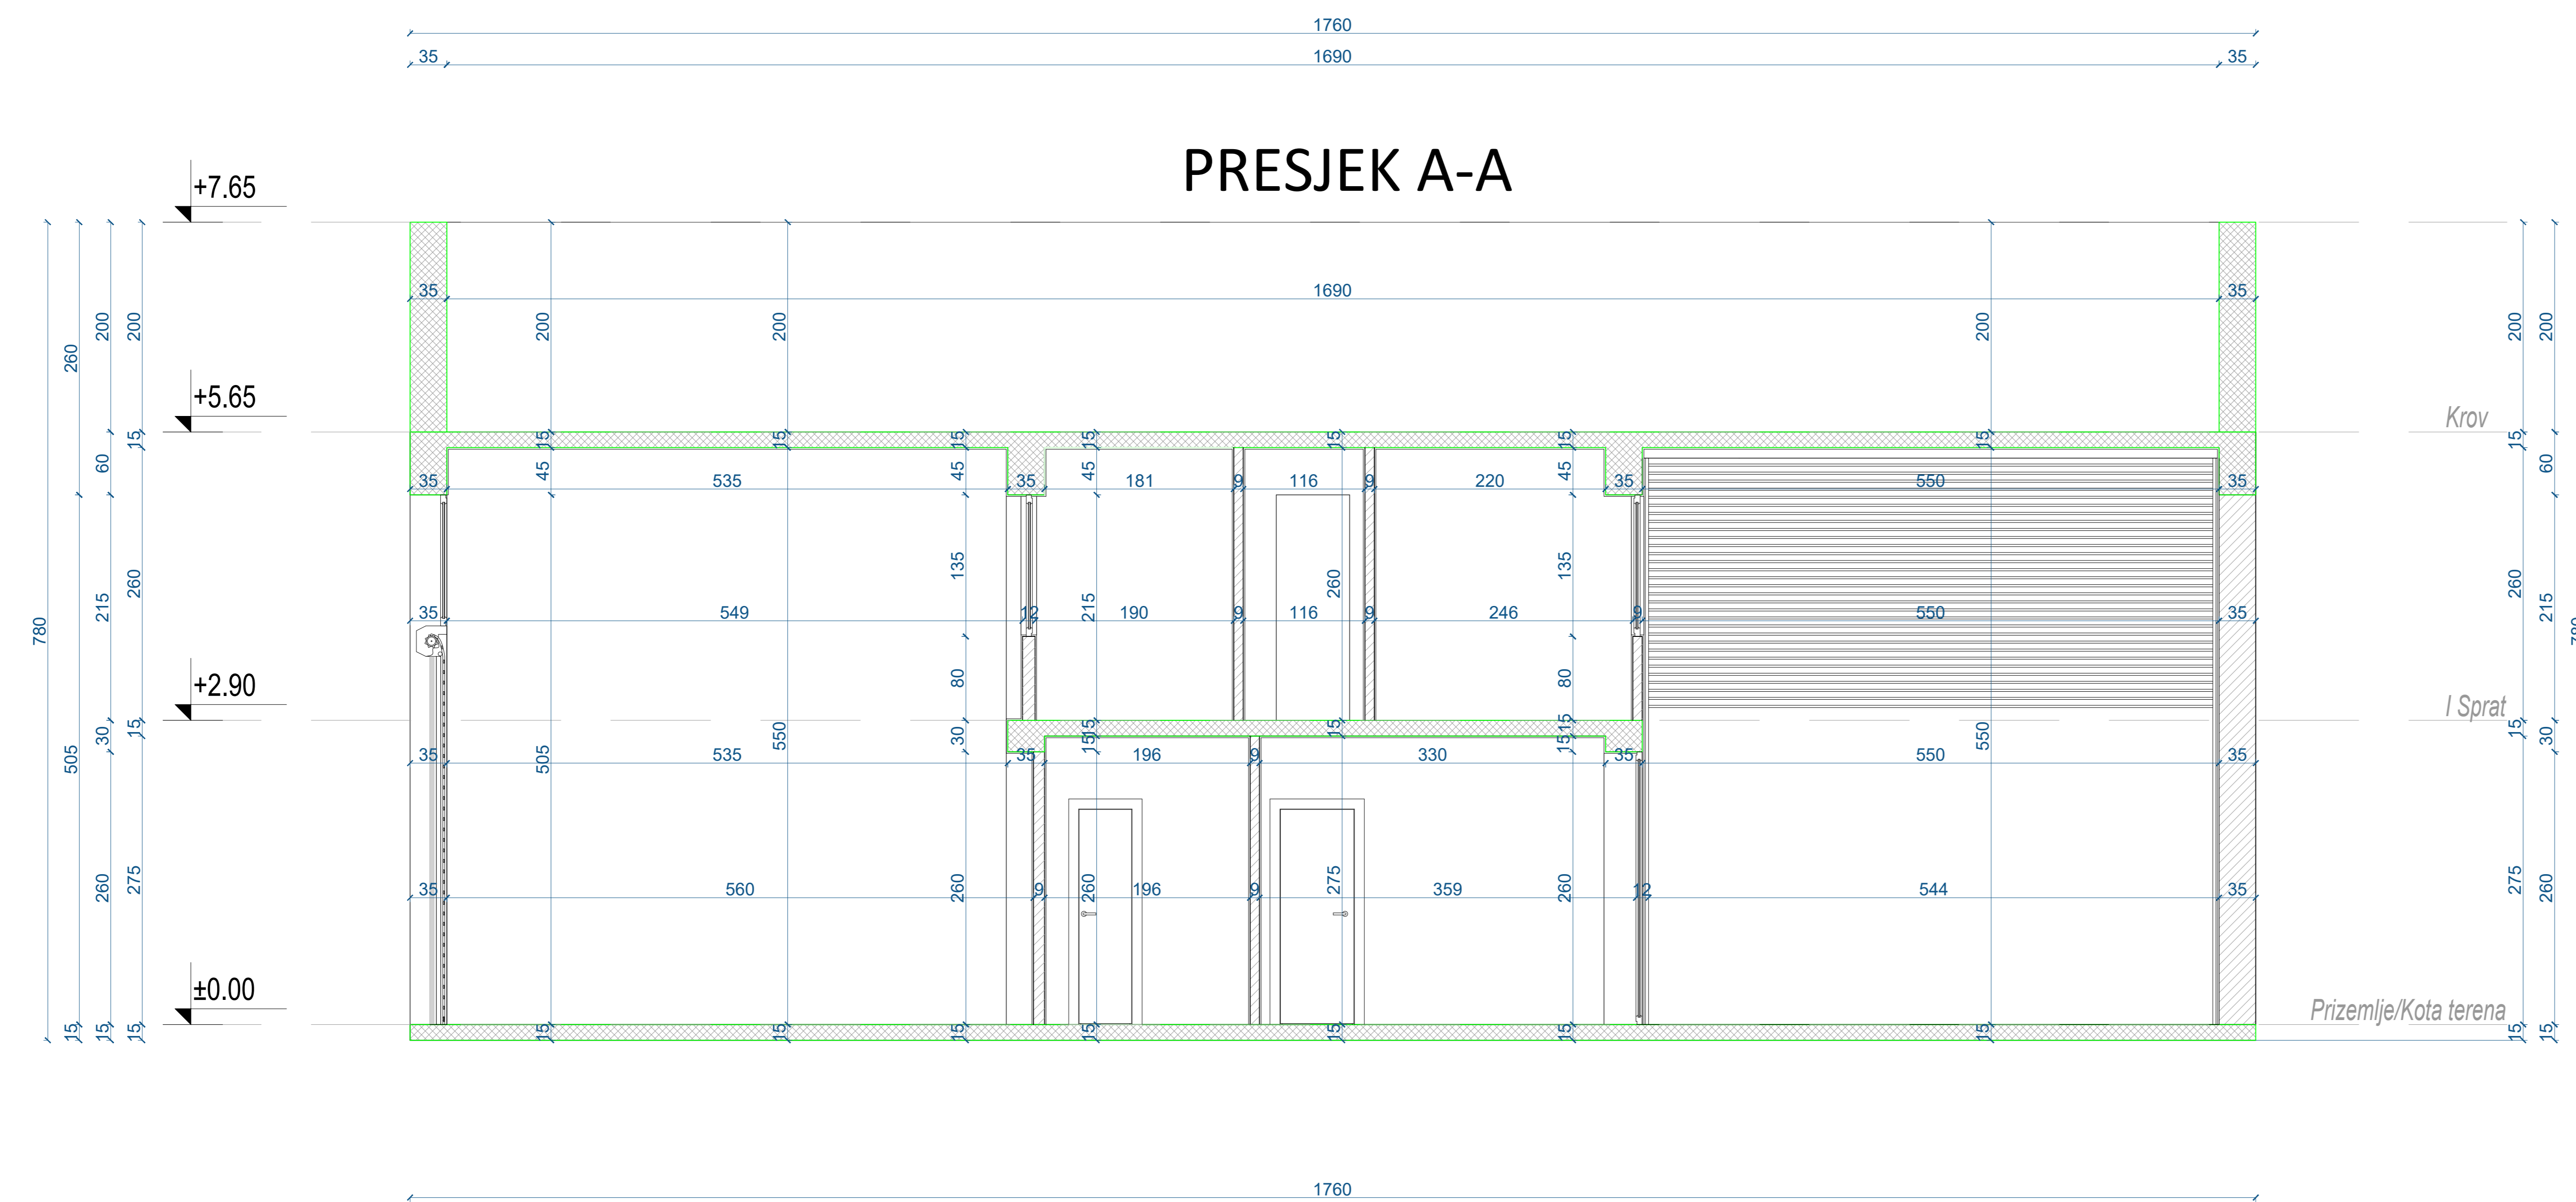 1760
35 1690 35
PRESJEK A-A
+7.65
35 1690 35
260 200 200 200 200 200 200 200
+5.65 Krov
60 15 15 15 15 15 15 15 15 15 60
45 45 45 45
35 535 35 181 9 116 9 220 35 550 35
780 215 260 135 215 260 135 260 215
35 549 12 190 9 116 9 246 9 550 35
80 80
+2.90 I Sprat
30 15 30 15 15 15 15 15 15 30
505 505 550 550
35 535 35 196 9 330 35 550 35
260 275 260 260 275 260 275 260
35 560 9 196 9 359 12 544 35
±0.00 Prizemlje/Kota terena
15 15 15 15 15 15 15 15 15 15 15 15
1760